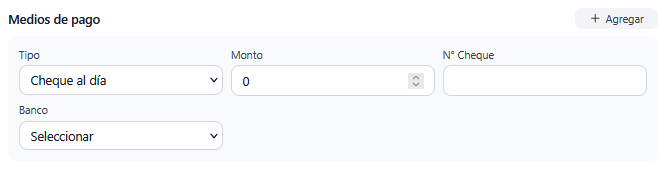 Medios de pago
+ Agregar
Tipo
Monto
N° Cheque
Cheque al día
0
Banco
Seleccionar